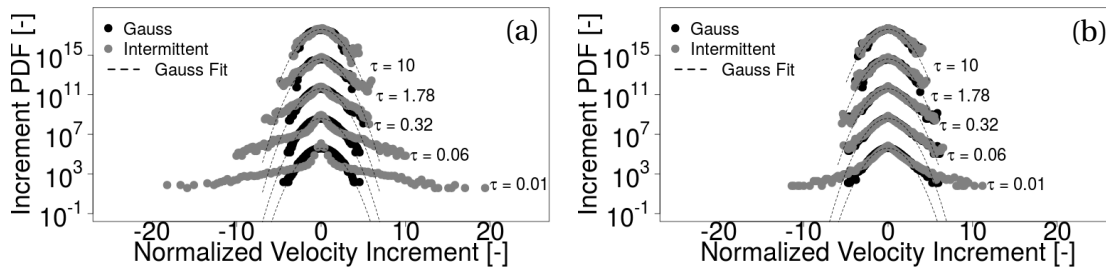 (a)
Gauss
Intermittent
Gauss Fit
Increment PDF [-]
10^15
10^11
10^7
10^3
10^-1
τ = 10
τ = 1.78
τ = 0.32
τ = 0.06
τ = 0.01
-20 -10 0 10 20
Normalized Velocity Increment [-]
(b)
Gauss
Intermittent
Gauss Fit
Increment PDF [-]
10^15
10^11
10^7
10^3
10^-1
τ = 10
τ = 1.78
τ = 0.32
τ = 0.06
τ = 0.01
-20 -10 0 10 20
Normalized Velocity Increment [-]